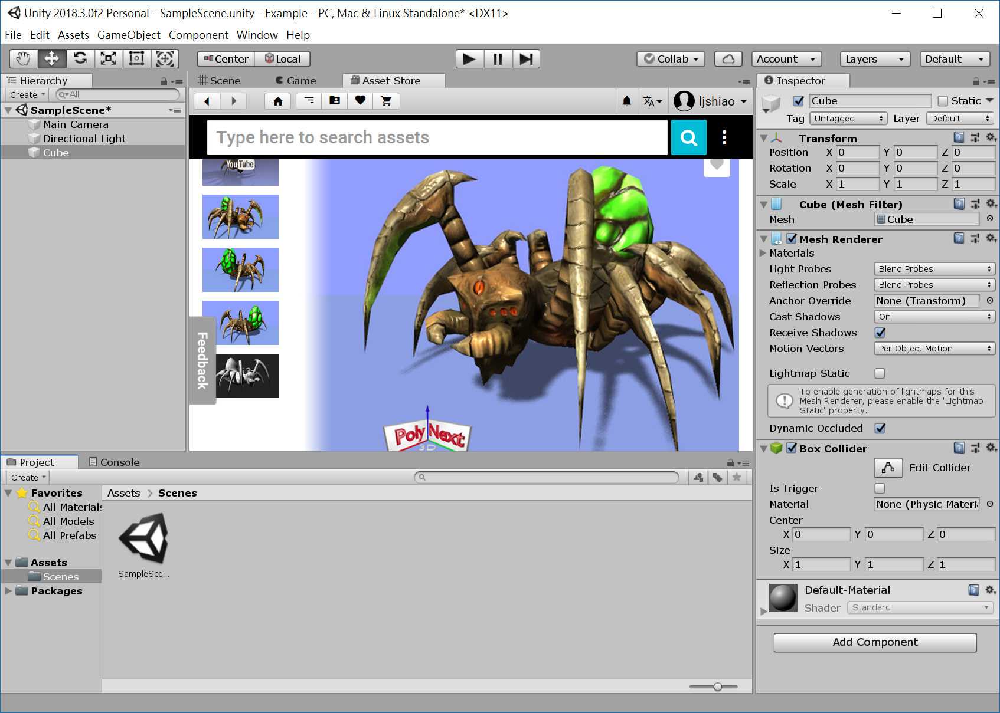 Unity 2018.3.0f2 Personal - SampleScene.unity - Example - PC, Mac & Linux Standalone* <DX11>
File Edit Assets GameObject Component Window Help
Center Local Collab Account Layers Default
Hierarchy
Create All
SampleScene*
Main Camera
Directional Light
Cube
Scene Game Asset Store
ljshiao
Type here to search assets
YouTube
Feedback
PolyNext
3D
Inspector
Cube Static
Tag Untagged Layer Default
Transform
Position X 0 Y 0 Z 0
Rotation X 0 Y 0 Z 0
Scale X 1 Y 1 Z 1
Cube (Mesh Filter)
Mesh Cube
Mesh Renderer
Materials
Light Probes Blend Probes
Reflection Probes Blend Probes
Anchor Override None (Transform)
Cast Shadows On
Receive Shadows
Motion Vectors Per Object Motion
Lightmap Static
To enable generation of lightmaps for this
Mesh Renderer, please enable the 'Lightmap
Static' property.
Dynamic Occluded
Box Collider
Edit Collider
Is Trigger
Material None (Physic Materia
Center
X 0 Y 0 Z 0
Size
X 1 Y 1 Z 1
Default-Material
Shader Standard
Add Component
Project Console
Create
Favorites
All Materials
All Models
All Prefabs
Assets
Scenes
Packages
Assets > Scenes
SampleSce...